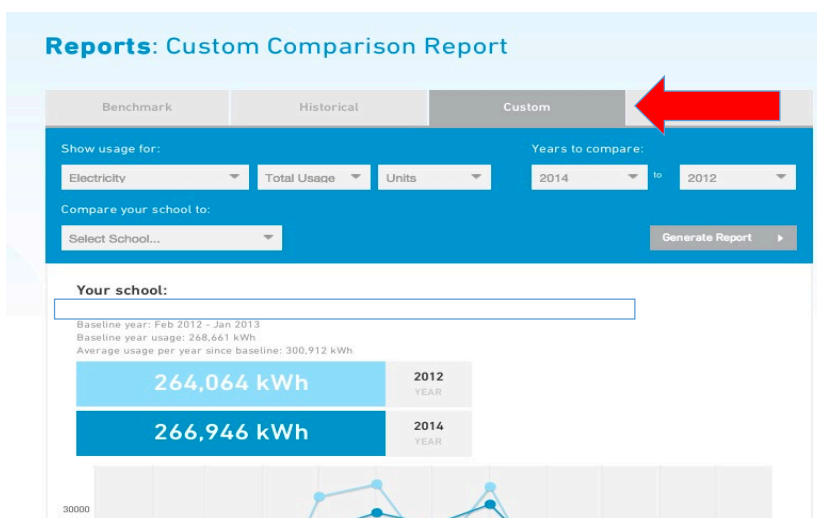 Reports: Custom Comparison Report
Benchmark Historical Custom
Show usage for: Years to compare:
Electricity Total Usage Units 2014 to 2012
Compare your school to:
Select School... Generate Report
Your school:
Baseline year: Feb 2012 - Jan 2013
Baseline year usage: 268,661 kWh
Average usage per year since baseline: 300,912 kWh
264,064 kWh 2012
YEAR
266,946 kWh 2014
YEAR
30000